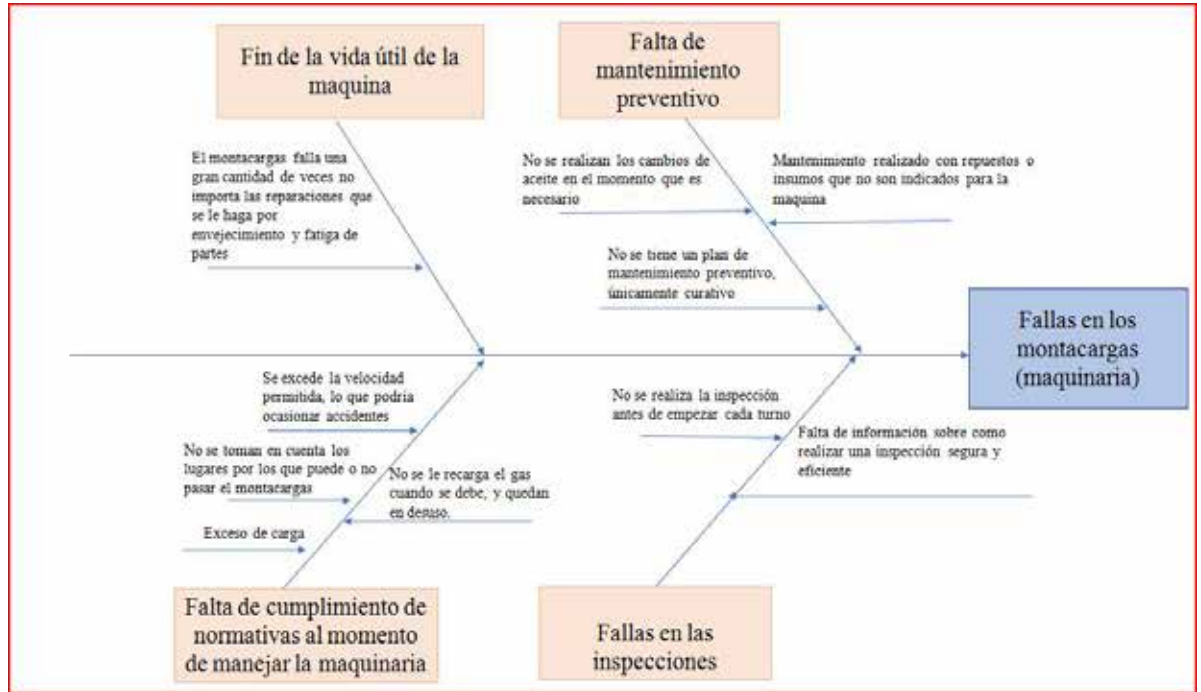 Fin de la vida útil de la
maquina
Falta de
mantenimiento
preventivo
El montacargas falla una
gran cantidad de veces no
importa las reparaciones que
se le haga por
envejecimiento y fatiga de
partes
No se realizan los cambios de
aceite en el momento que es
necesario
Mantenimiento realizado con repuestos o
insumos que no son indicados para la
maquina
No se tiene un plan de
mantenimiento preventivo,
únicamente curativo
Fallas en los
montacargas
(maquinaria)
Se excede la velocidad
permitida, lo que podría
ocasionar accidentes
No se toman en cuenta los
lugares por los que puede o no
pasar el montacargas
No se le recarga el gas
cuando se debe, y quedan
en desuso.
Exceso de carga
No se realiza la inspección
antes de empezar cada turno
Falta de información sobre como
realizar una inspección segura y
eficiente
Falta de cumplimiento de
normativas al momento
de manejar la maquinaria
Fallas en las
inspecciones